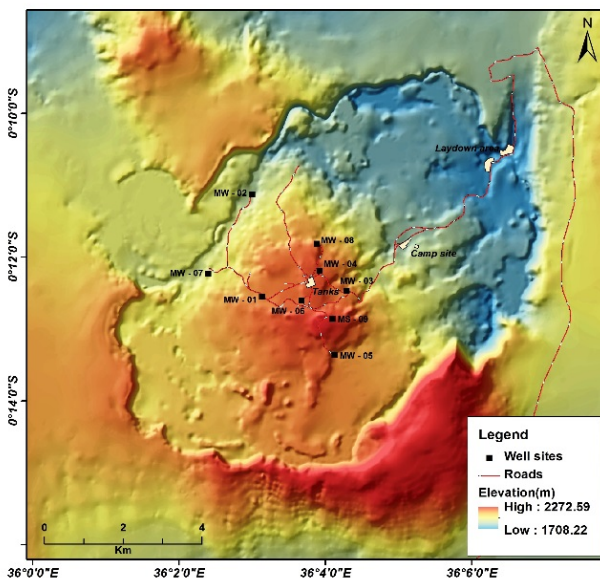 N
0°40'0"S
Laydown area
MW - 02
MW - 08
Camp site
0°12'0"S
MW - 04
MW - 07
MW - 03
Tanks
MW - 01
MW - 06
MS - 09
MW - 05
0°14'0"S
Legend
Well sites
Roads
Elevation(m)
High : 2272.59
Low : 1708.22
0 2 4
Km
36°0'0"E 36°2'0"E 36°4'0"E 36°6'0"E